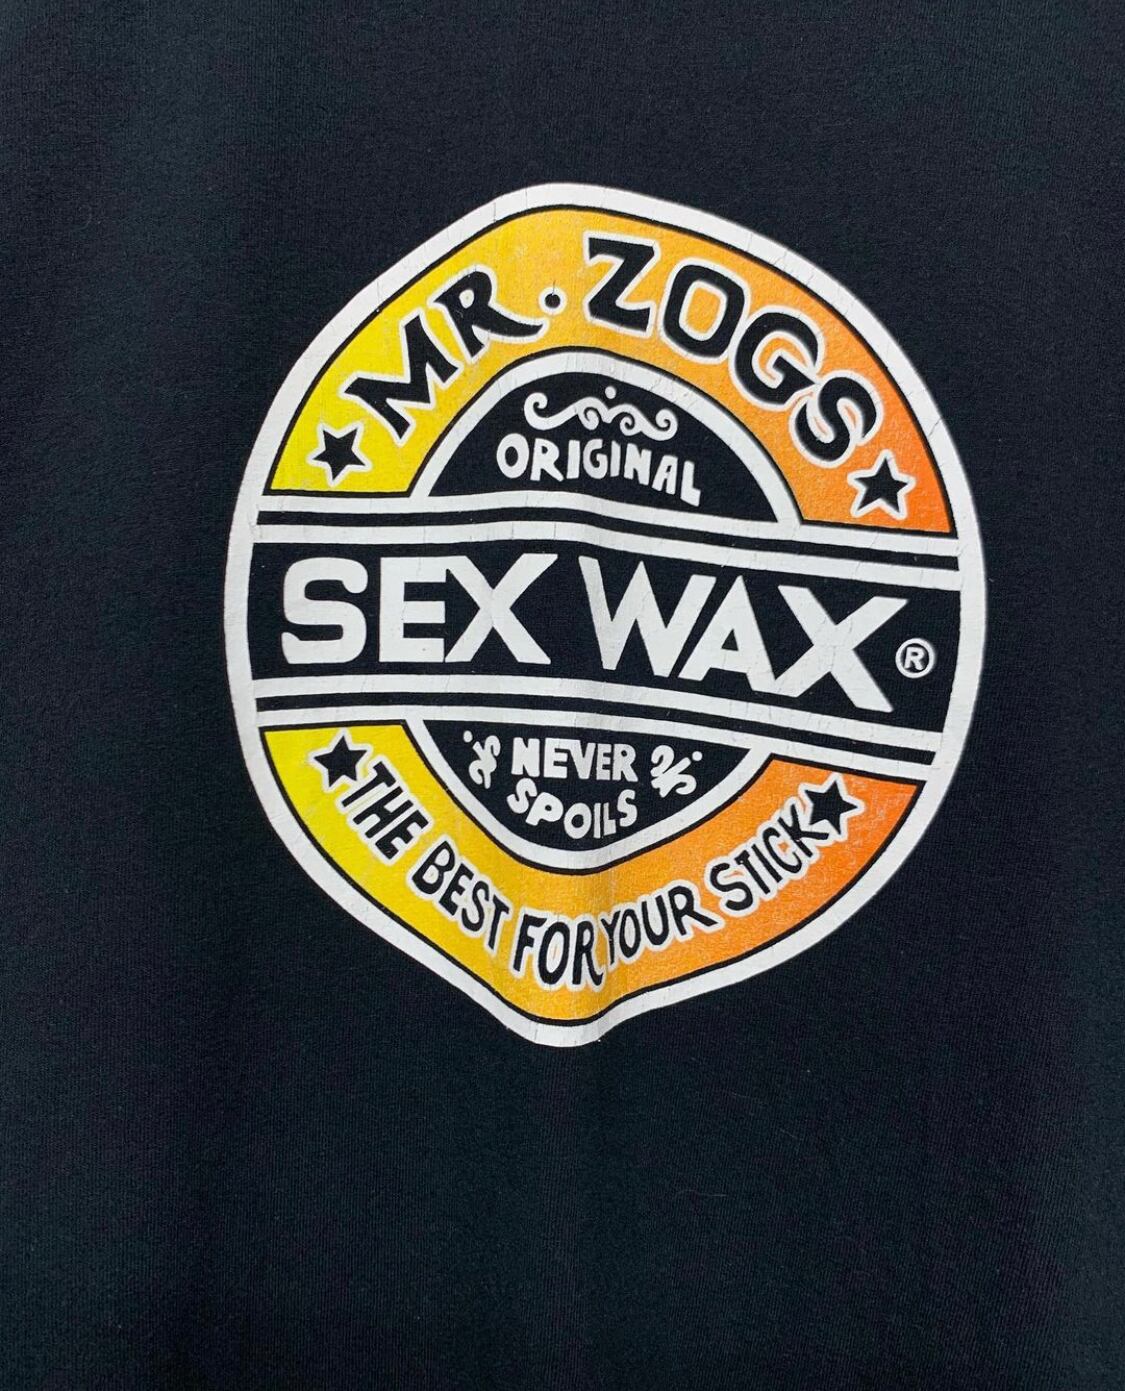 MR. ZOGS
ORIGINAL
SEX WAX®
NEVER
SPOILS
THE BEST FOR YOUR STICK